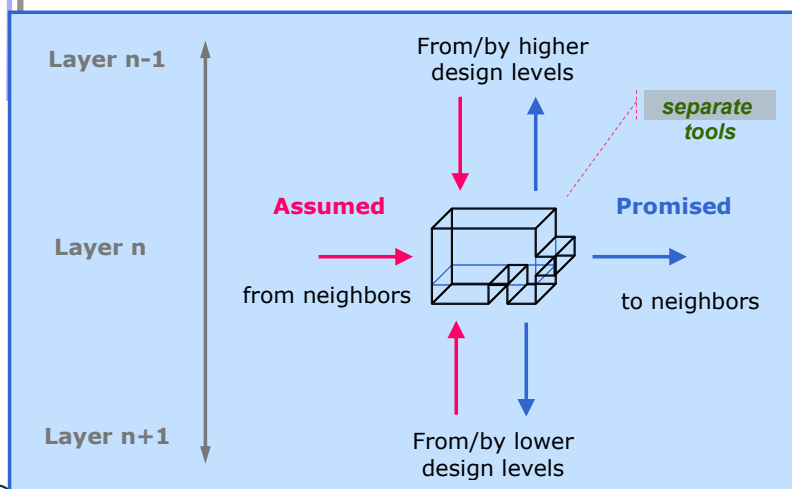 Layer n-1
From/by higher
design levels
separate
tools
Assumed
Promised
Layer n
from neighbors
to neighbors
Layer n+1
From/by lower
design levels